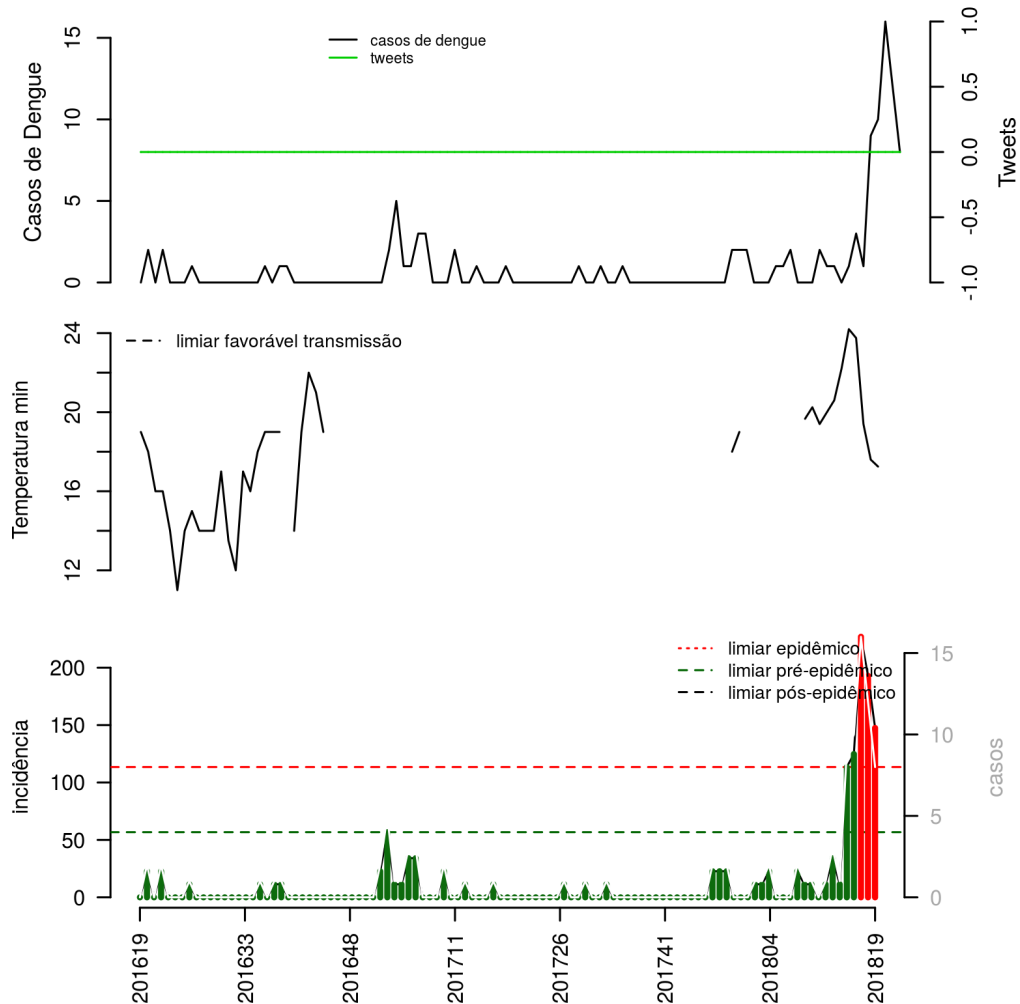 casos de dengue
tweets
Casos de Dengue
0
5
10
15
Tweets
-1.0
-0.5
0.0
0.5
1.0
limiar favorável transmissão
Temperatura min
12
16
20
24
limiar epidêmico
limiar pré-epidêmico
limiar pós-epidêmico
incidência
0
50
100
150
200
casos
0
5
10
15
201619
201633
201648
201711
201726
201741
201804
201819